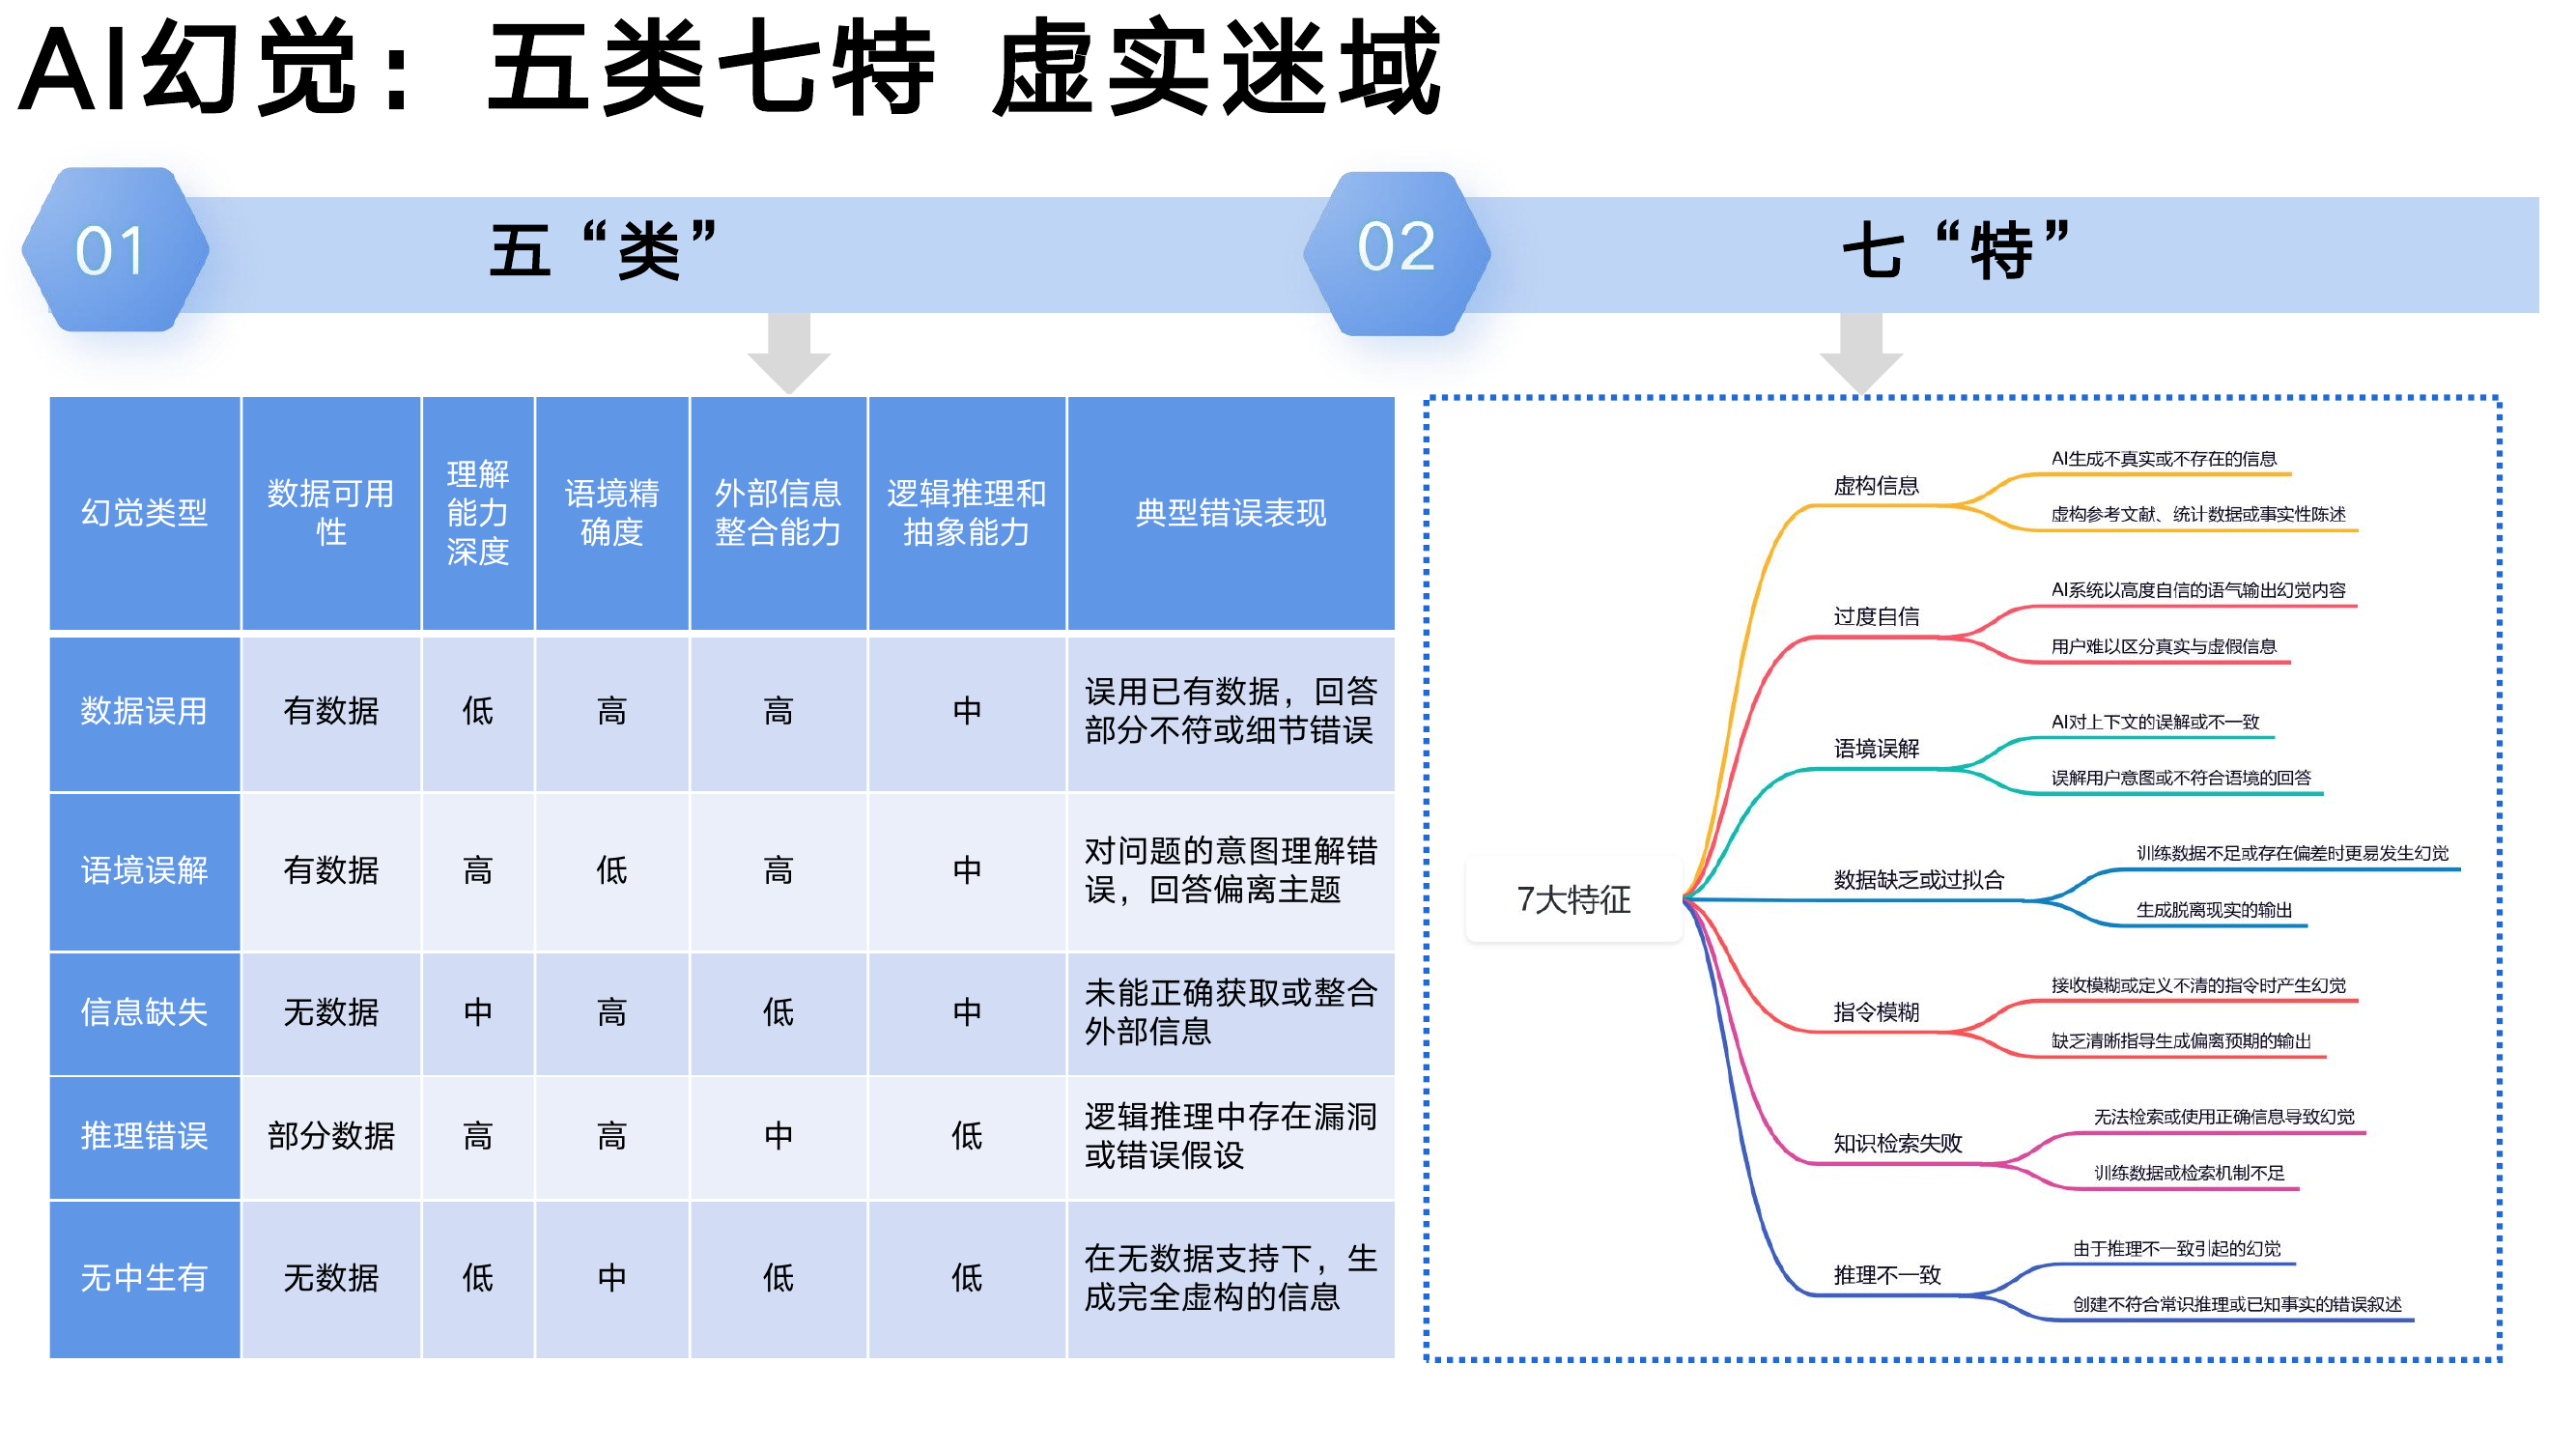 AI幻觉：五类七特 虚实迷域
01
五“类”
02
七“特”
幻觉类型
数据可用
性
理解
能力
深度
语境精
确度
外部信息
整合能力
逻辑推理和
抽象能力
典型错误表现
数据误用
有数据
低
高
高
中
误用已有数据，回答
部分不符或细节错误
语境误解
有数据
高
低
高
中
对问题的意图理解错
误，回答偏离主题
信息缺失
无数据
中
高
低
中
未能正确获取或整合
外部信息
推理错误
部分数据
高
高
中
低
逻辑推理中存在漏洞
或错误假设
无中生有
无数据
低
中
低
低
在无数据支持下，生
成完全虚构的信息
7大特征
虚构信息
AI生成不真实或不存在的信息
虚构参考文献、统计数据或事实性陈述
过度自信
AI系统以高度自信的语气输出幻觉内容
用户难以区分真实与虚假信息
语境误解
AI对上下文的误解或不一致
误解用户意图或不符合语境的回答
数据缺乏或过拟合
训练数据不足或存在偏差时更易发生幻觉
生成脱离现实的输出
指令模糊
接收模糊或定义不清的指令时产生幻觉
缺乏清晰指导生成偏离预期的输出
知识检索失败
无法检索或使用正确信息导致幻觉
训练数据或检索机制不足
推理不一致
由于推理不一致引起的幻觉
创建不符合常识推理或已知事实的错误叙述